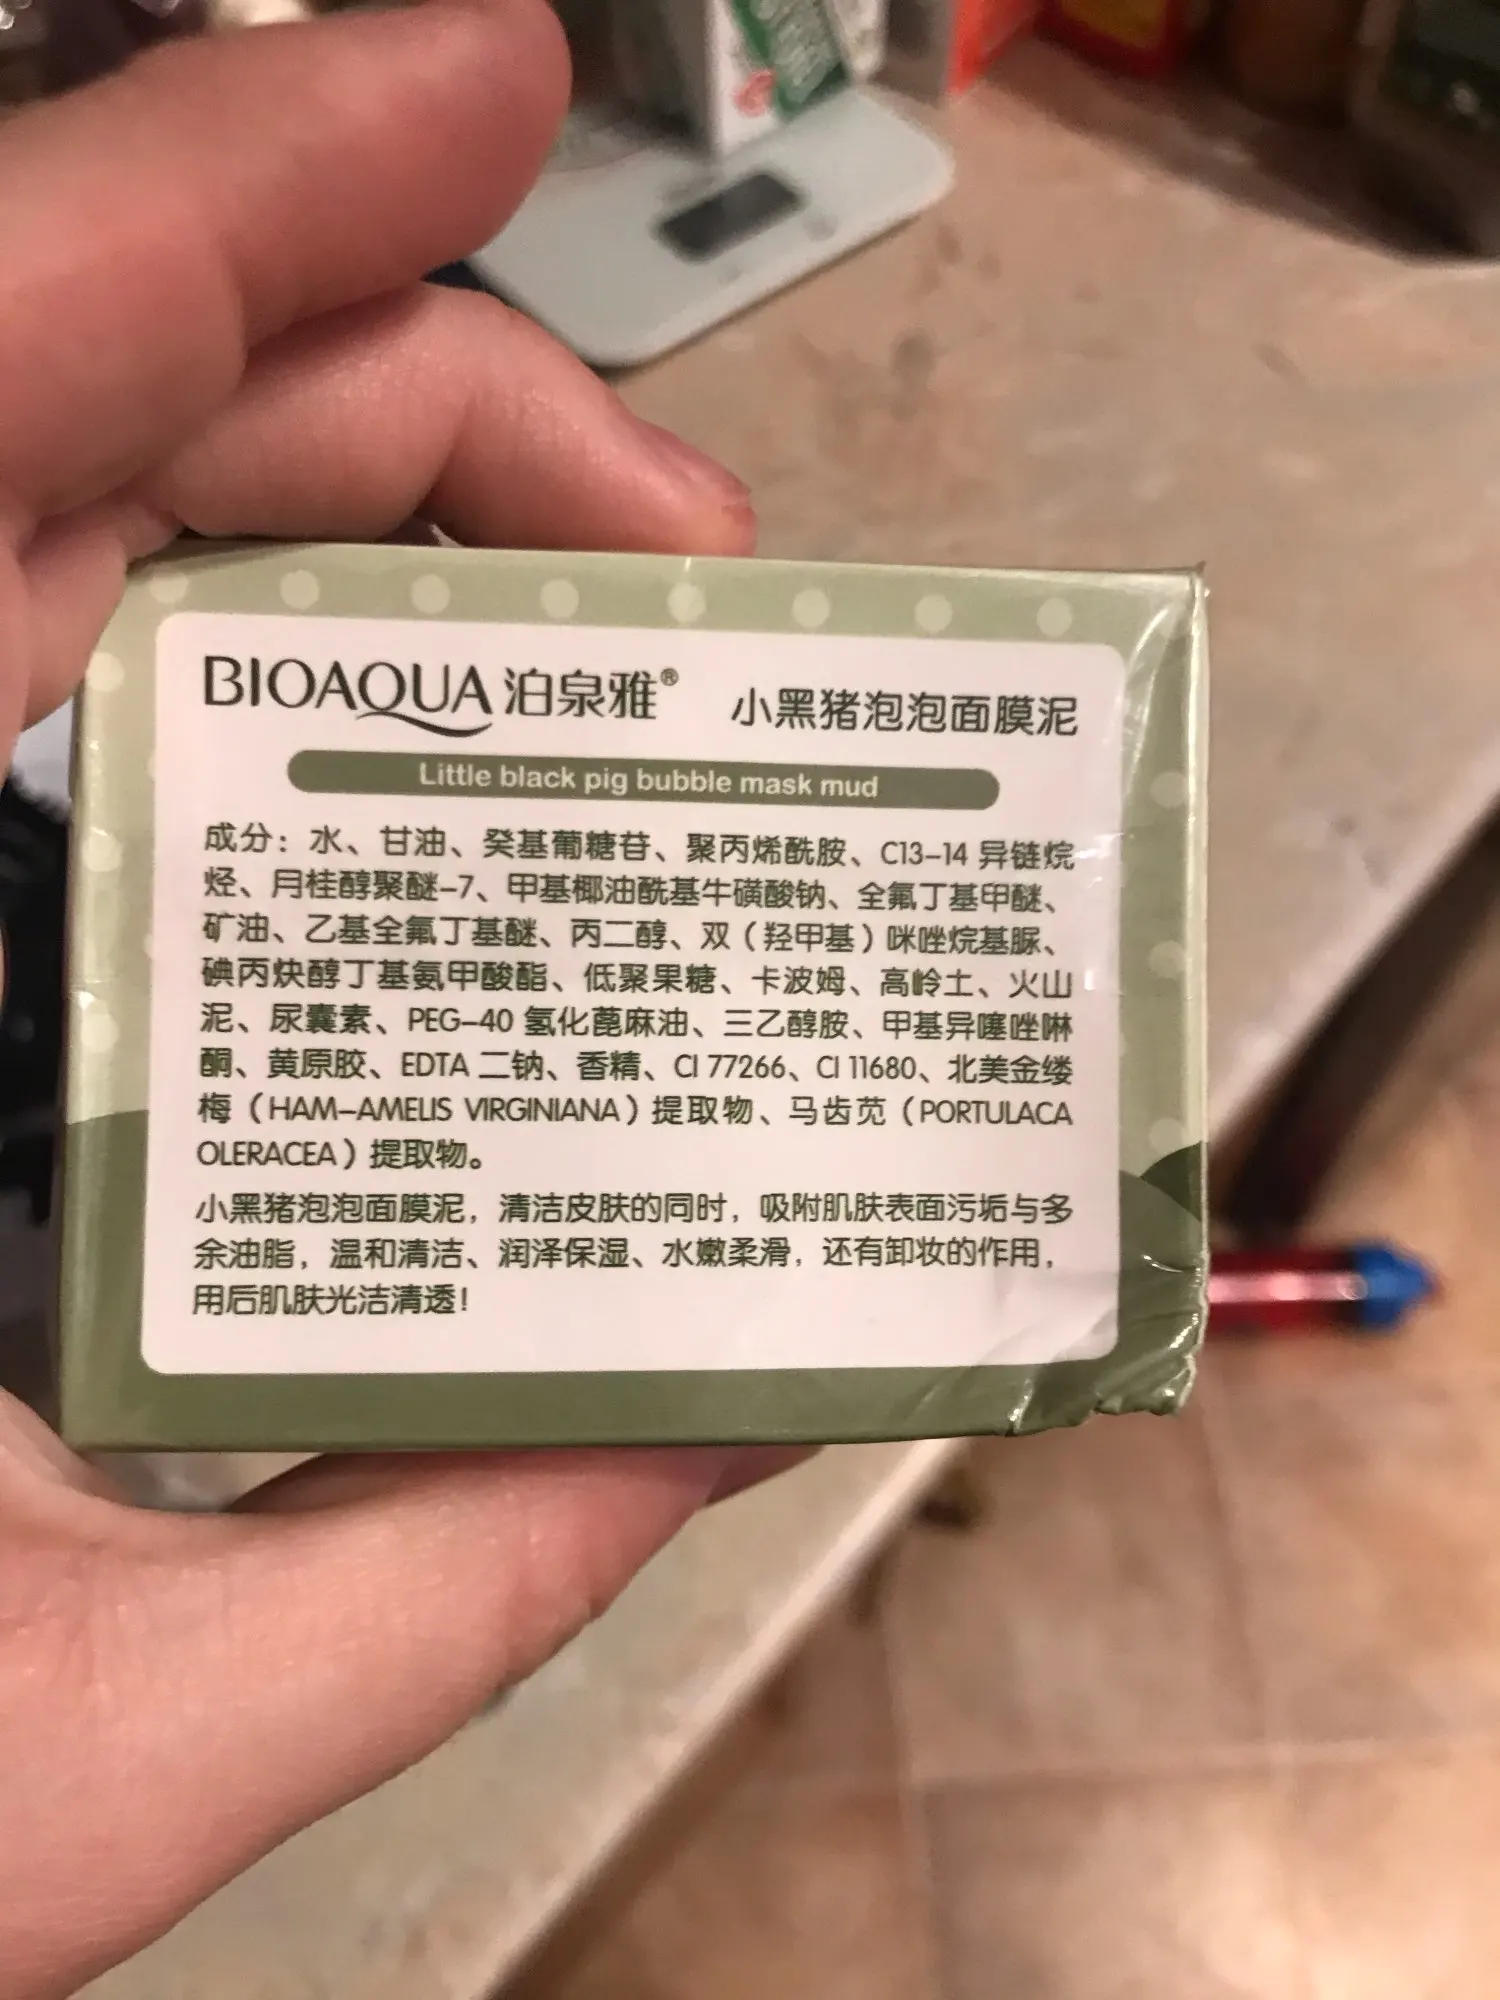 BIOAQUA 泊泉雅® 小黑猪泡泡面膜泥
Little black pig bubble mask mud
成分：水、甘油、癸基葡糖苷、聚丙烯酰胺、C13-14 异链烷
烃、月桂醇聚醚-7、甲基椰油酰基牛磺酸钠、全氟丁基甲醚、
矿油、乙基全氟丁基醚、丙二醇、双（羟甲基）咪唑烷基脲、
碘丙炔醇丁基氨甲酸酯、低聚果糖、卡波姆、高岭土、火山
泥、尿囊素、PEG-40 氢化蓖麻油、三乙醇胺、甲基异噻唑啉
酮、黄原胶、EDTA 二钠、香精、CI 77266、CI 11680、北美金缕
梅（HAM-AMELIS VIRGINIANA）提取物、马齿苋（PORTULACA
OLERACEA）提取物。
小黑猪泡泡面膜泥，清洁皮肤的同时，吸附肌肤表面污垢与多
余油脂，温和清洁、润泽保湿、水嫩柔滑，还有卸妆的作用，
用后肌肤光洁清透！